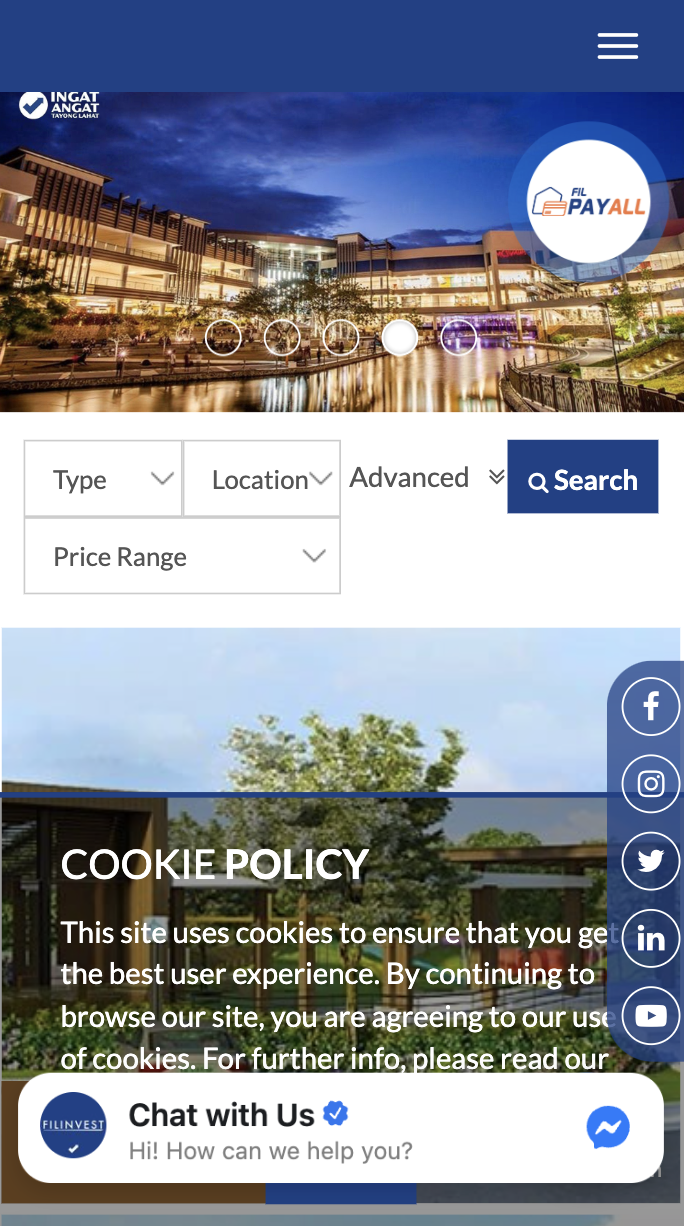 INGAT
ANGAT
TAYONG LAHAT
FIL
PAYALL
Type
Location
Advanced
Search
Price Range
COOKIE POLICY
This site uses cookies to ensure that you get
the best user experience. By continuing to
browse our site, you are agreeing to our use
of cookies. For further info, please read our
FILINVEST
Chat with Us
Hi! How can we help you?